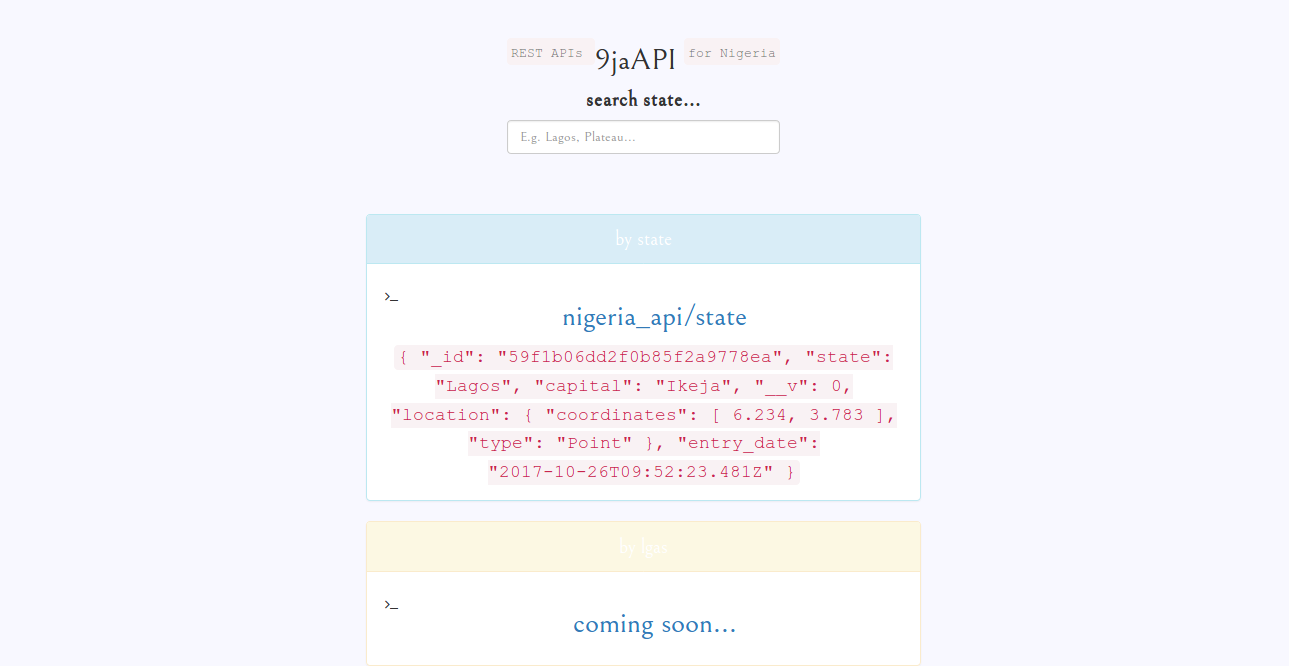 REST APIs 9jaAPI for Nigeria
search state...
E.g. Lagos, Plateau...
by state
>_
nigeria_api/state
{ "_id": "59f1b06dd2f0b85f2a9778ea", "state":
"Lagos", "capital": "Ikeja", "__v": 0,
"location": { "coordinates": [ 6.234, 3.783 ],
"type": "Point" }, "entry_date":
"2017-10-26T09:52:23.481Z" }
by lgas
>_
coming soon...